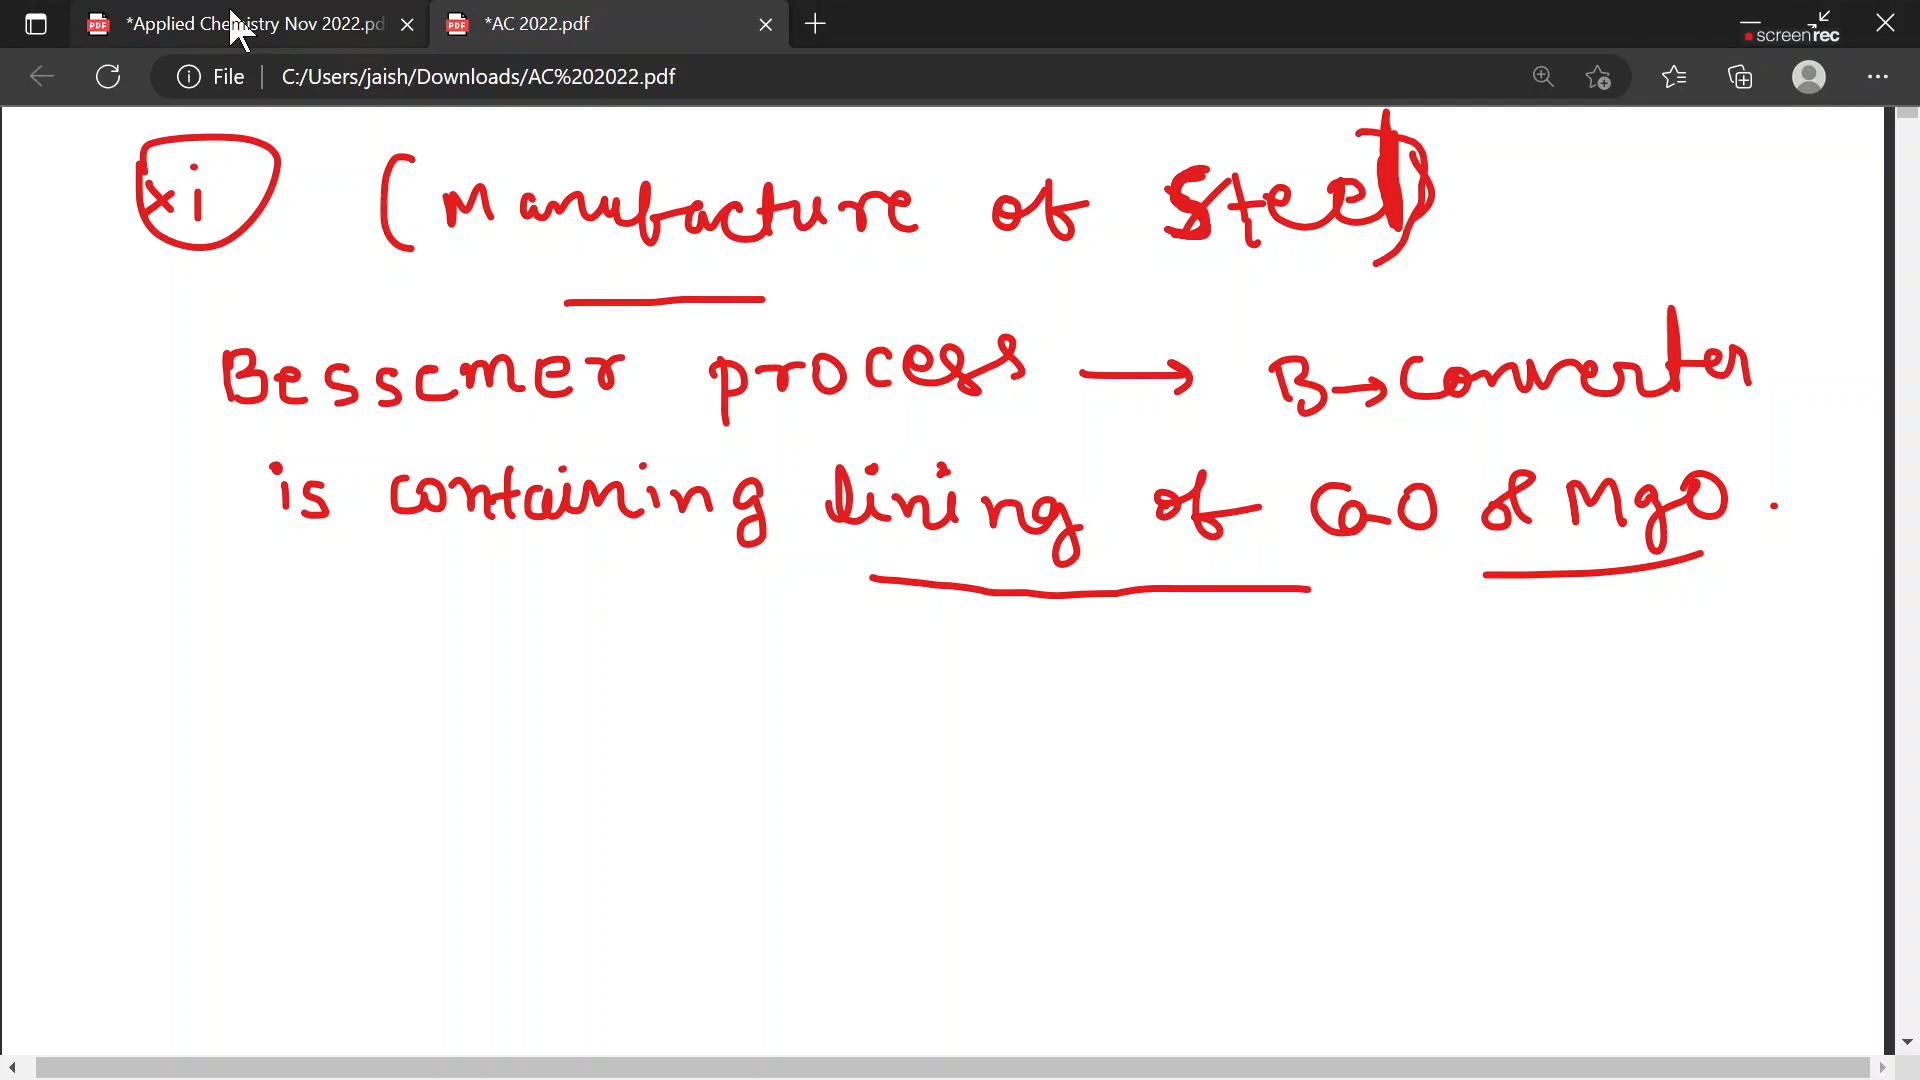 *Applied Chemistry Nov 2022.pd
*AC 2022.pdf
screenrec
File
C:/Users/jaish/Downloads/AC%202022.pdf
xi (Manufacture of Steel)
Bessemer process → B→Converter
is containing lining of CaO & MgO.